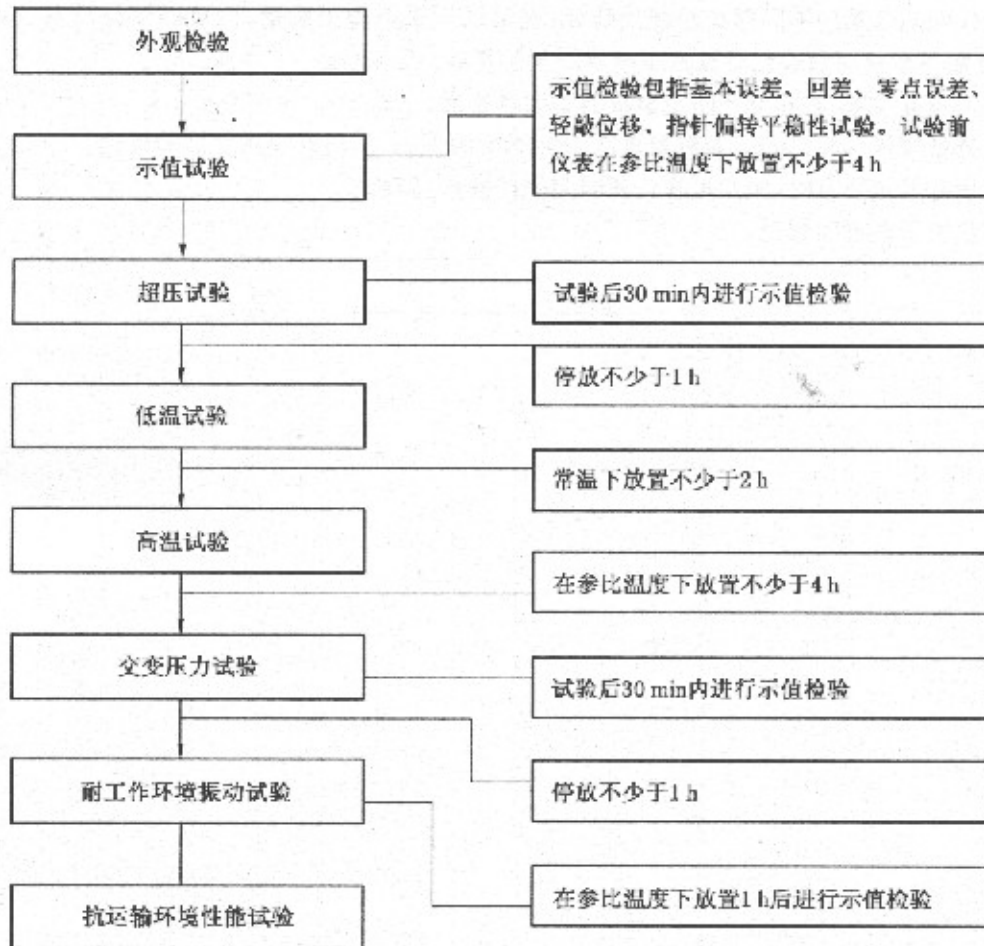 外观检验
示值检验包括基本误差、回差、零点误差、
轻敲位移、指针偏转平稳性试验。试验前
仪表在参比温度下放置不少于4 h
示值试验
超压试验
试验后30 min内进行示值检验
停放不少于1 h
低温试验
常温下放置不少于2 h
高温试验
在参比温度下放置不少于4 h
交变压力试验
试验后30 min内进行示值检验
耐工作环境振动试验
停放不少于1 h
抗运输环境性能试验
在参比温度下放置1 h后进行示值检验